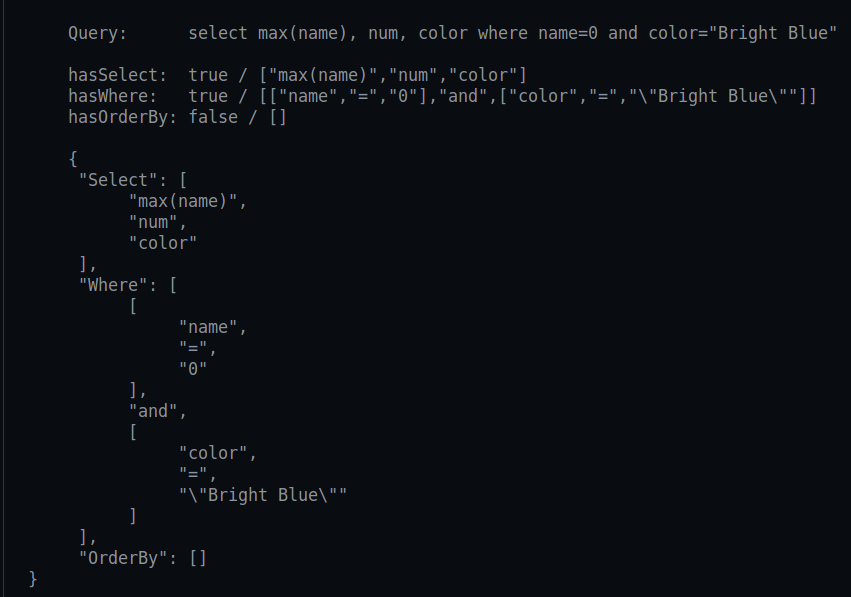 Query:      select max(name), num, color where name=0 and color="Bright Blue"
hasSelect:  true / ["max(name)","num","color"]
hasWhere:   true / [["name","=","0"],"and",["color","=","\"Bright Blue\""]]
hasOrderBy: false / []
{
 "Select": [
      "max(name)",
      "num",
      "color"
 ],
 "Where": [
      [
           "name",
           "=",
           "0"
      ],
      "and",
      [
           "color",
           "=",
           "\"Bright Blue\""
      ]
 ],
 "OrderBy": []
}